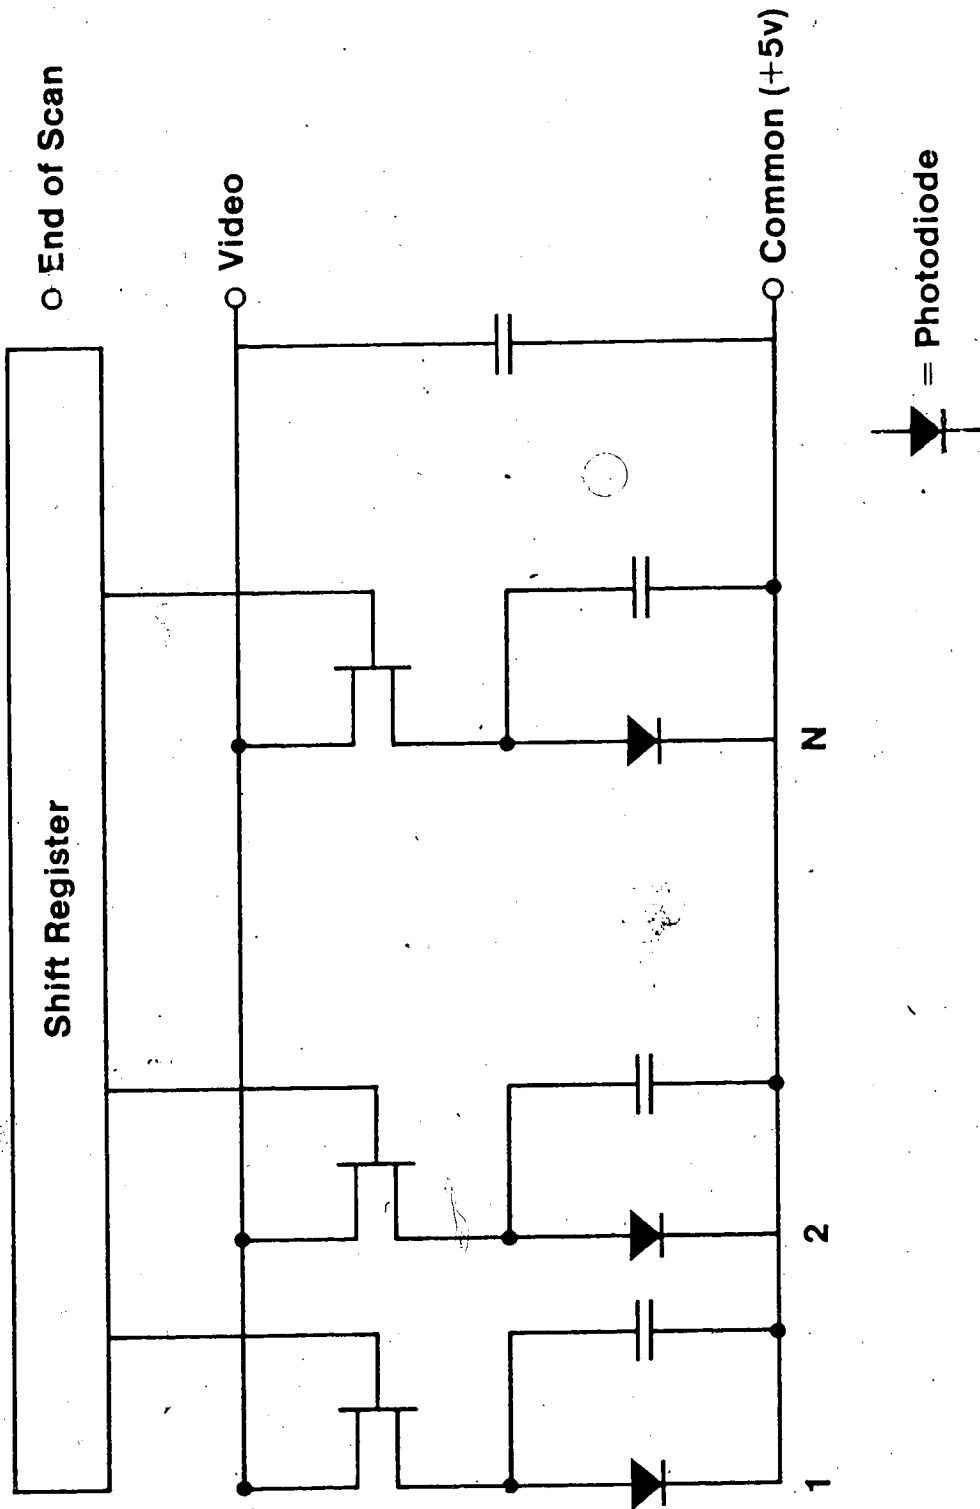 Shift Register
End of Scan
Video
Common (+5v)
1
2
N
= Photodiode